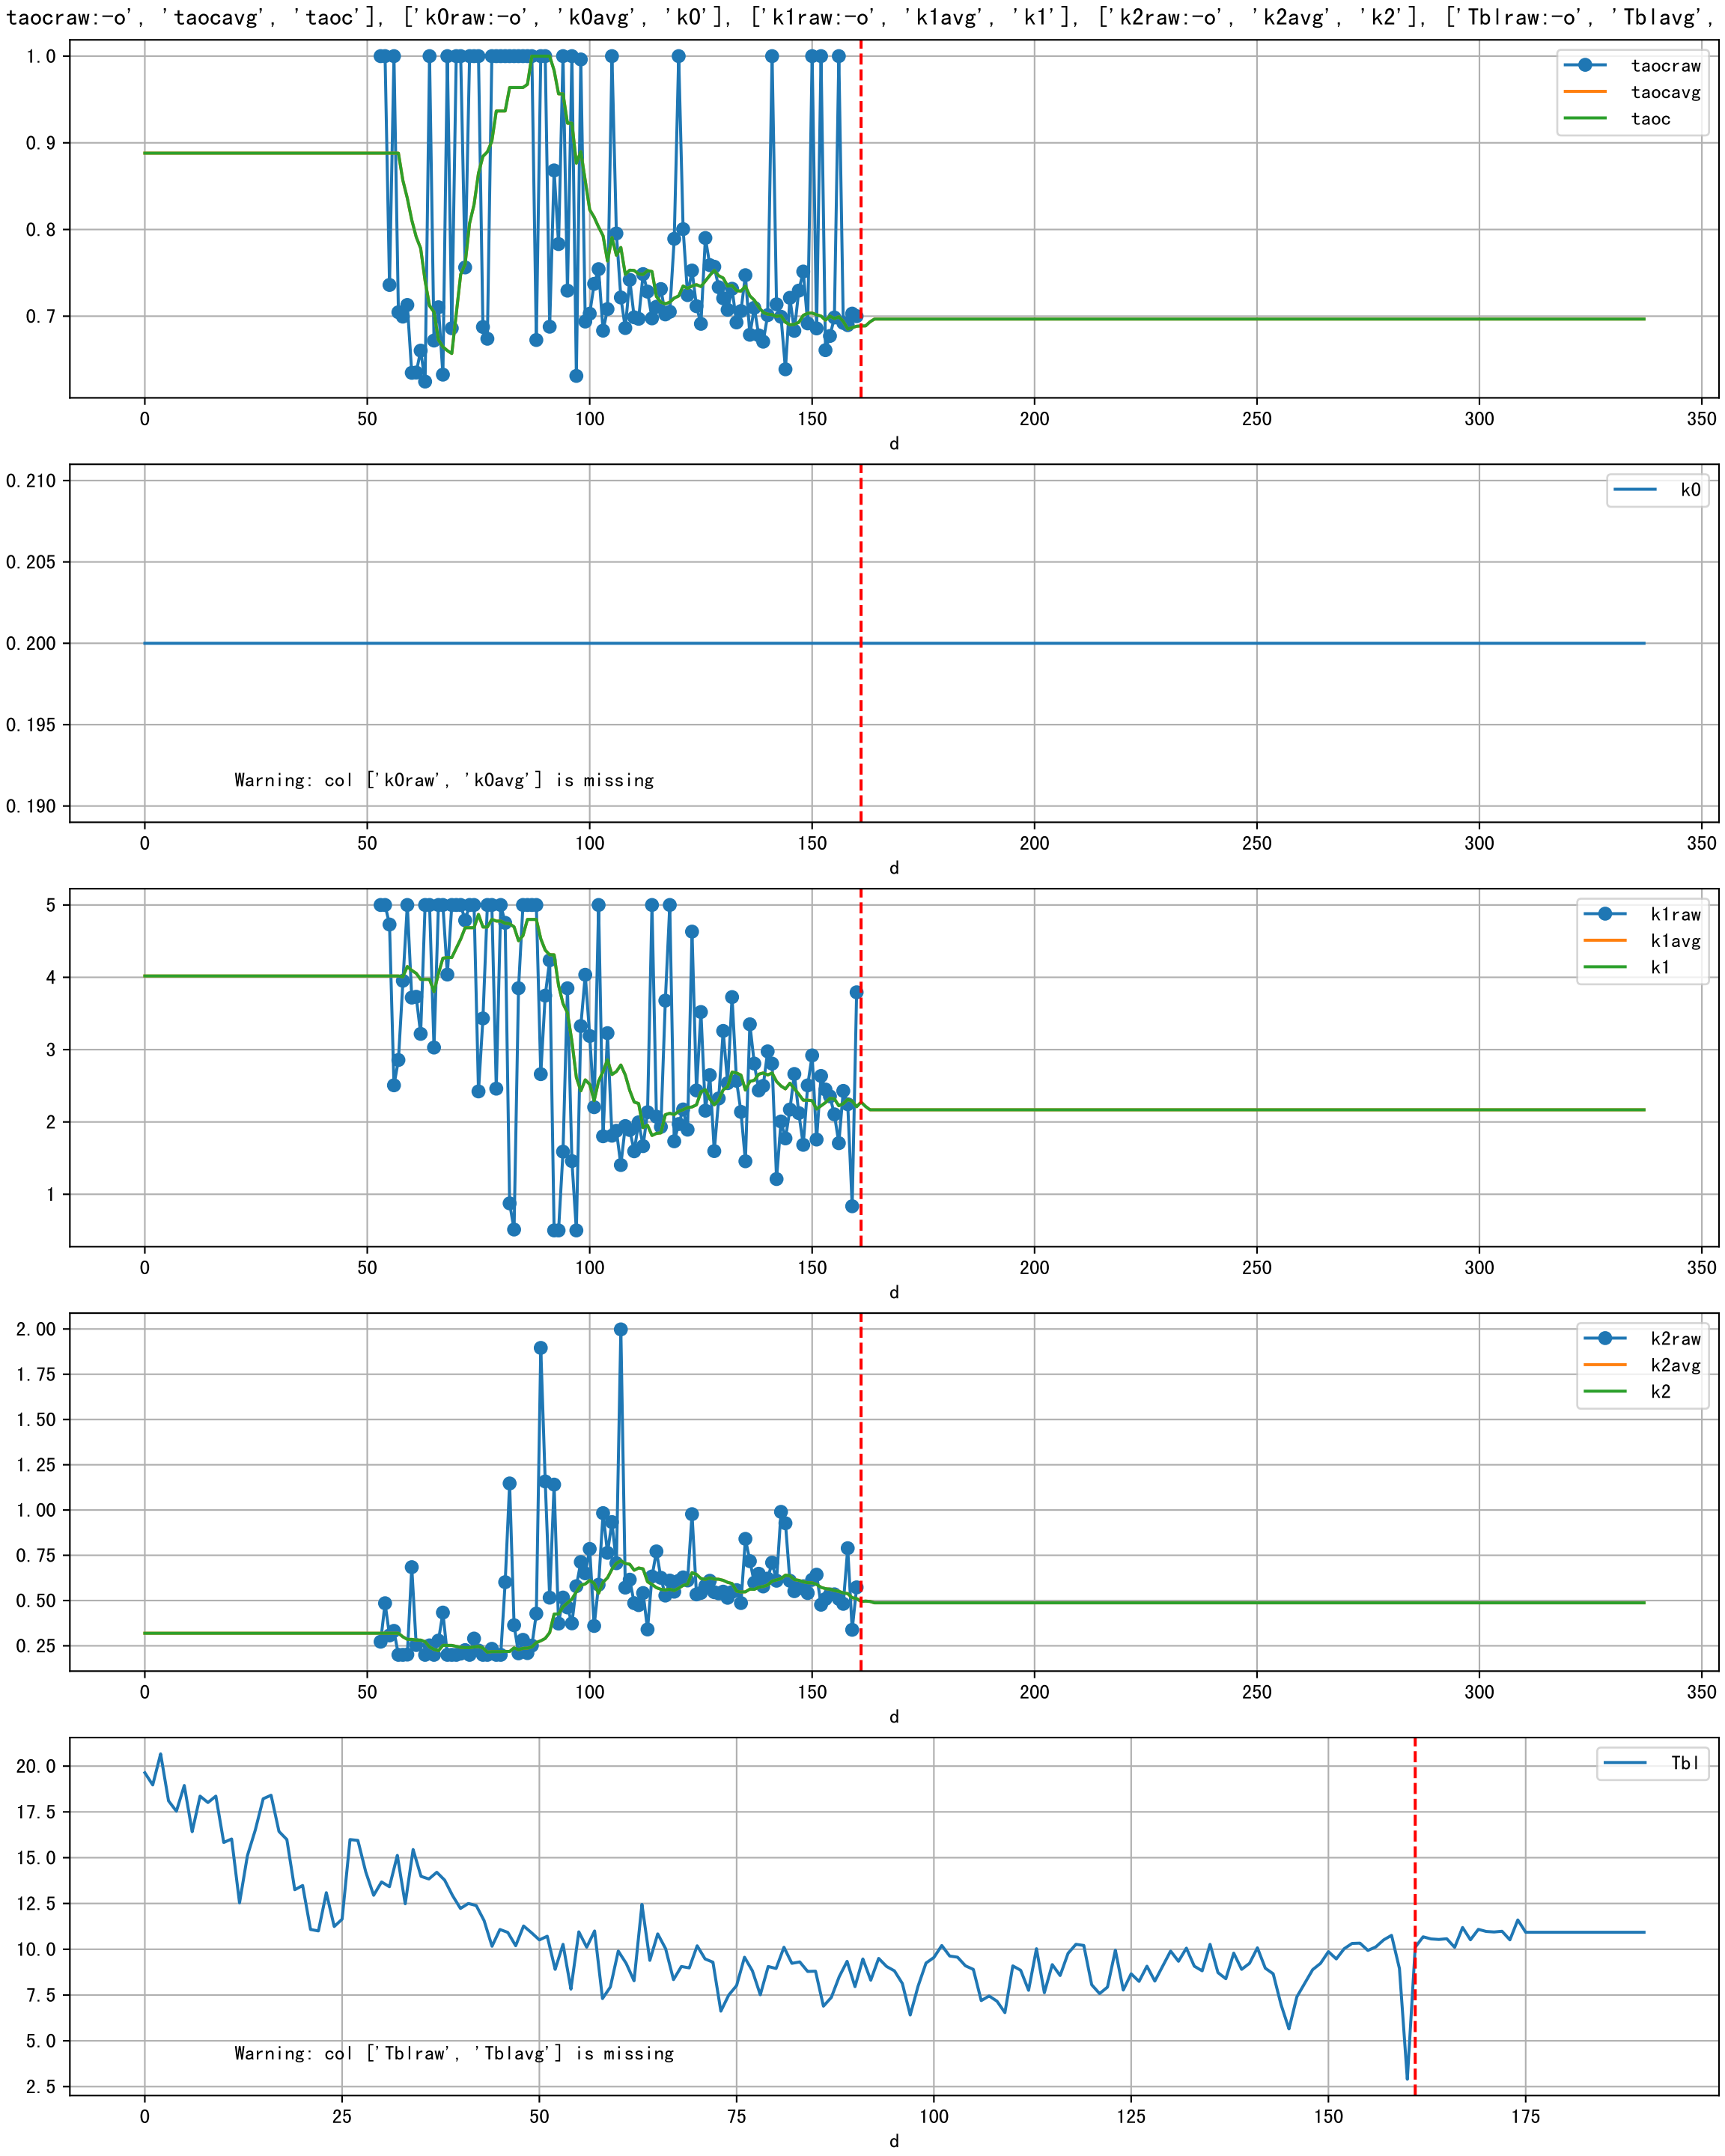 taocraw:-o', 'taocavg', 'taoc'], ['k0raw:-o', 'k0avg', 'k0'], ['k1raw:-o', 'k1avg', 'k1'], ['k2raw:-o', 'k2avg', 'k2'], ['Tblraw:-o', 'Tblavg',
1.0
0.9
0.8
0.7
taocraw
taocavg
taoc
0 50 100 150 200 250 300 350
d
0.210
0.205
0.200
0.195
0.190
k0
Warning: col ['k0raw', 'k0avg'] is missing
0 50 100 150 200 250 300 350
d
5
4
3
2
1
k1raw
k1avg
k1
0 50 100 150 200 250 300 350
d
2.00
1.75
1.50
1.25
1.00
0.75
0.50
0.25
k2raw
k2avg
k2
0 50 100 150 200 250 300 350
d
20.0
17.5
15.0
12.5
10.0
7.5
5.0
2.5
Tbl
Warning: col ['Tblraw', 'Tblavg'] is missing
0 25 50 75 100 125 150 175
d